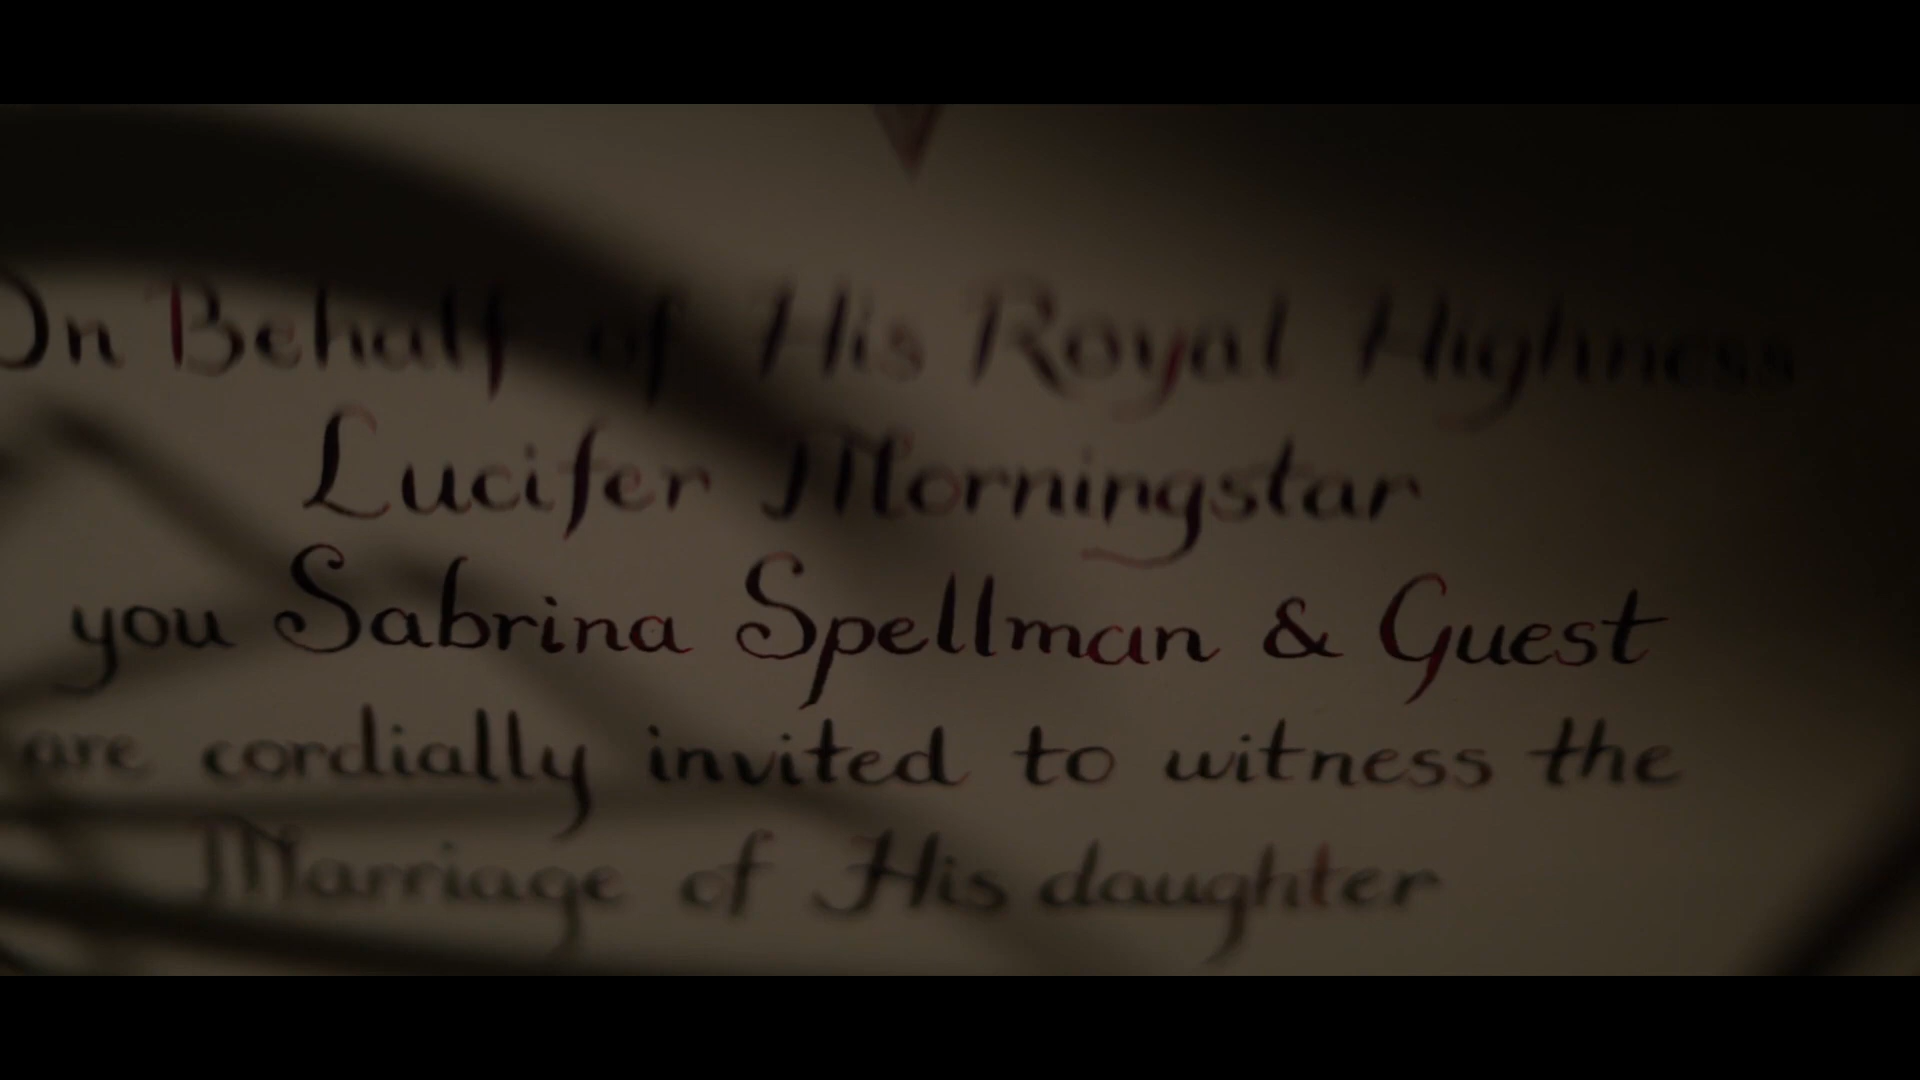 On Behalf of His Royal Highness
Lucifer Morningstar
you Sabrina Spellman & Guest
are cordially invited to witness the
Marriage of His daughter